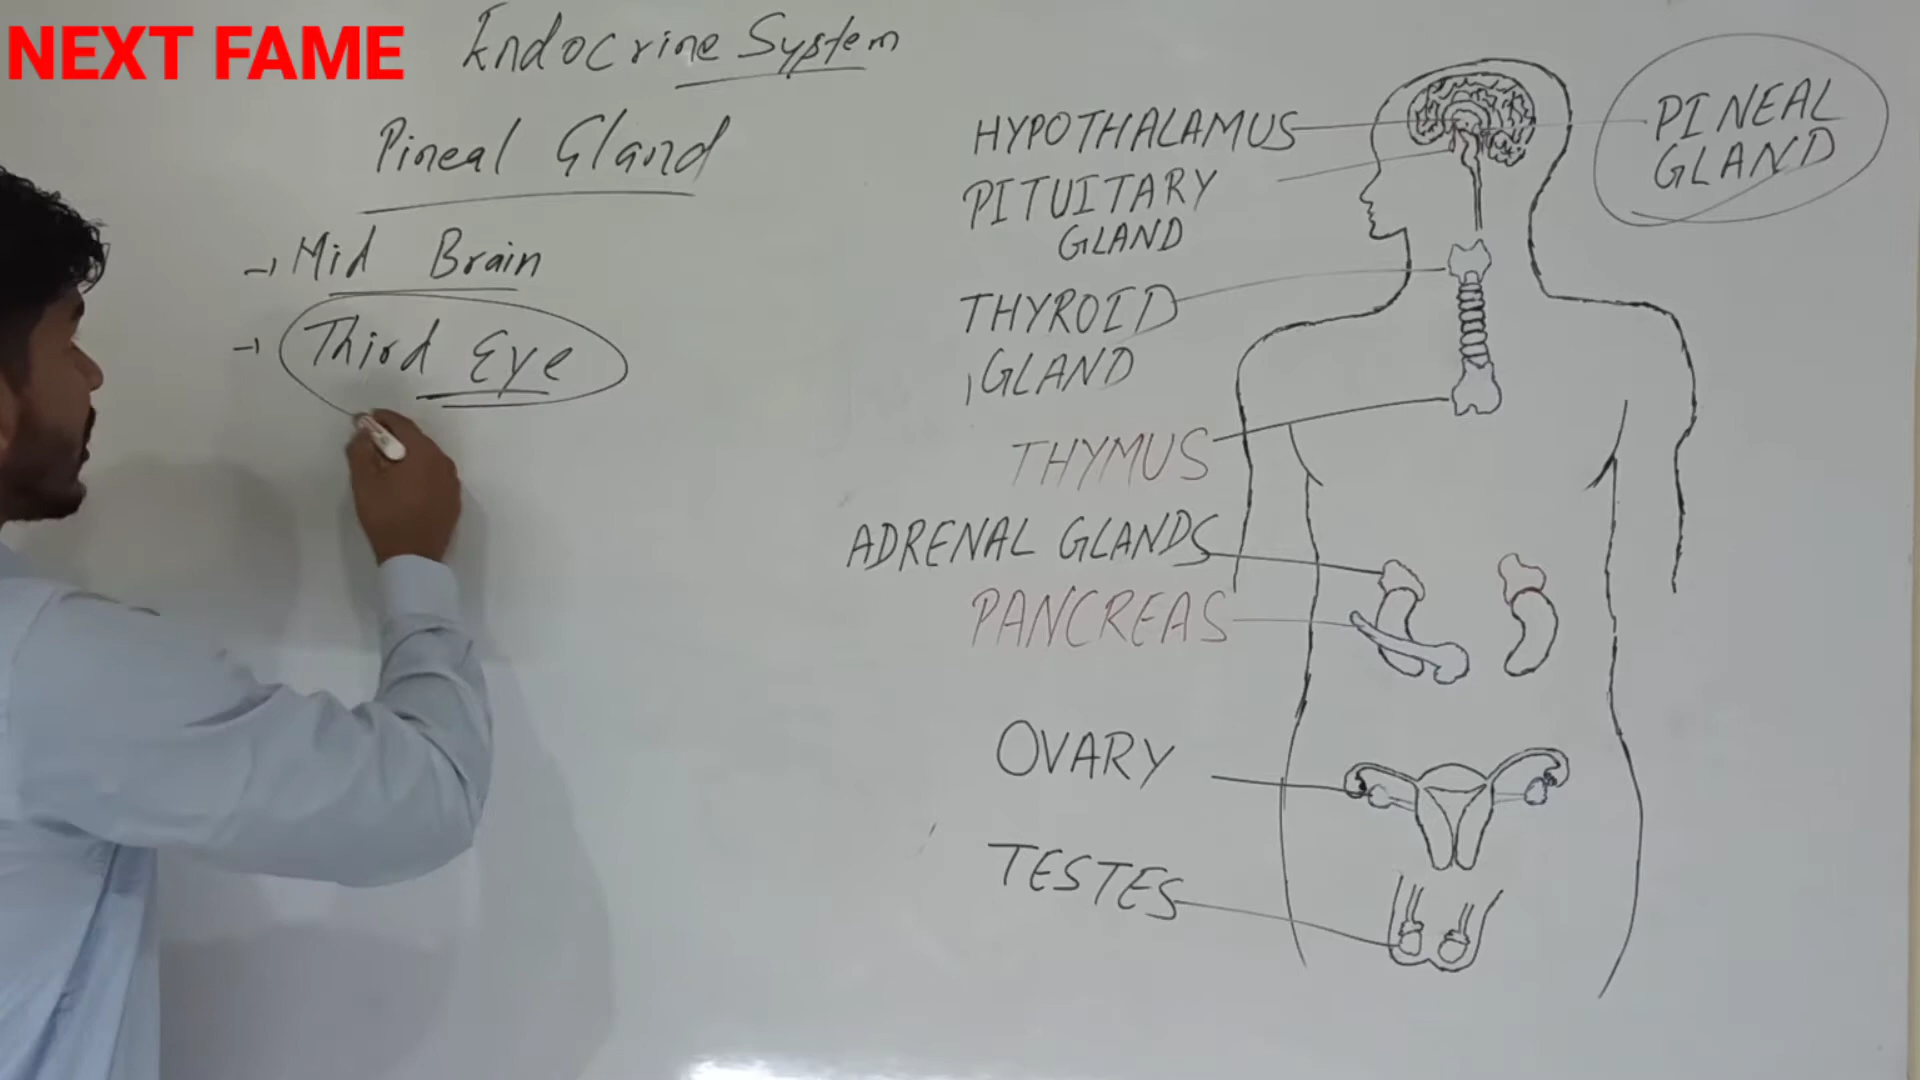 NEXT FAME
Endocrine System
Pineal Gland
→ Mid Brain
→ Third Eye
HYPOTHALAMUS
PITUITARY
GLAND
THYROID
GLAND
THYMUS
ADRENAL GLANDS
PANCREAS
OVARY
TESTES
PINEAL
GLAND